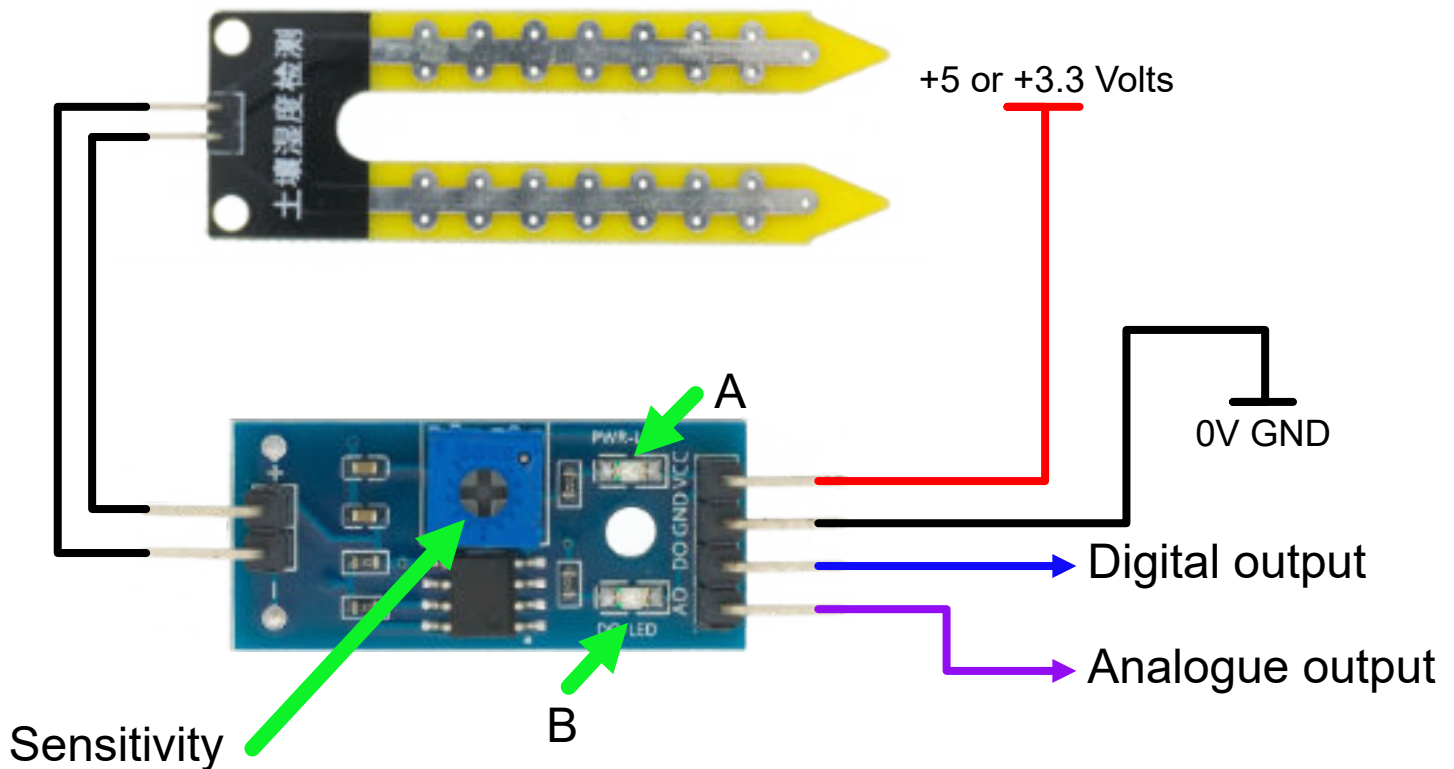 土壤湿度检测
+5 or +3.3 Volts
A
0V GND
PWR-L
VCC
GND
DO
AO
+
-
DO-LED
Digital output
Analogue output
B
Sensitivity